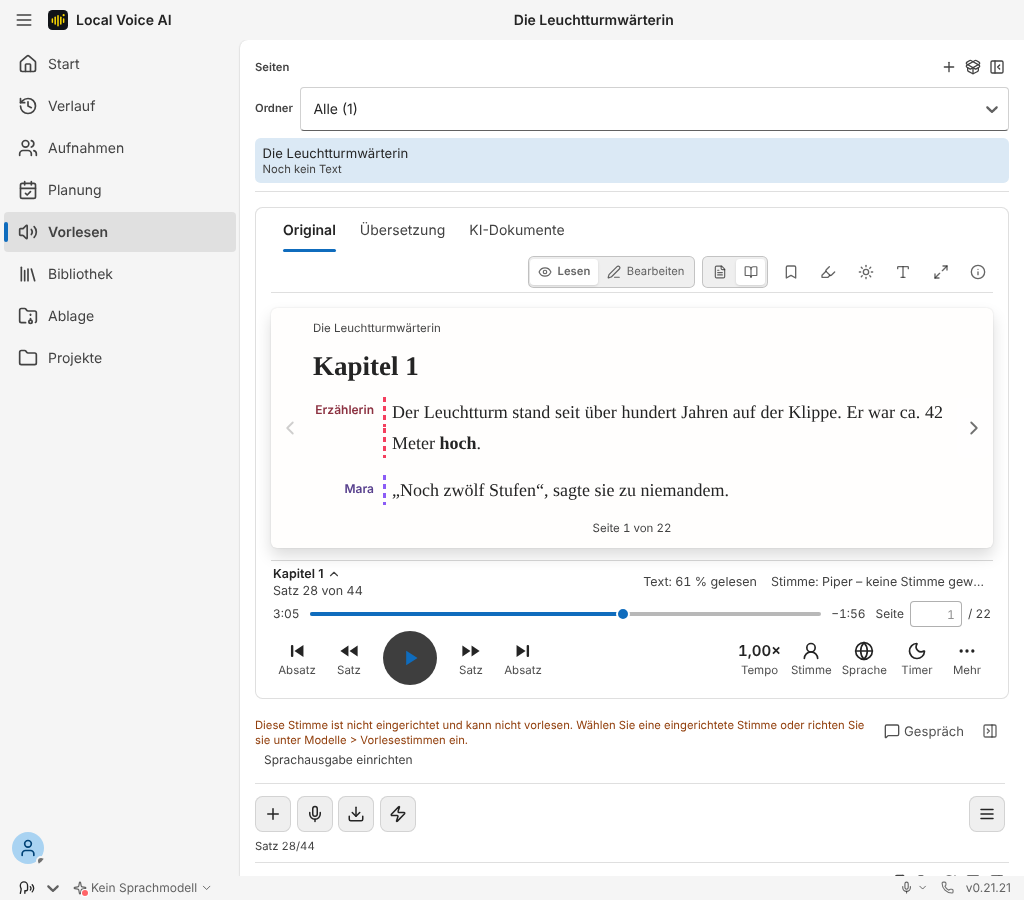 Local Voice AI
Die Leuchtturmwärterin
Start
Verlauf
Aufnahmen
Planung
Vorlesen
Bibliothek
Ablage
Projekte
Seiten
Ordner
Alle (1)
Die Leuchtturmwärterin
Noch kein Text
Original Übersetzung KI-Dokumente
Lesen Bearbeiten
Die Leuchtturmwärterin
Kapitel 1
Erzählerin
Der Leuchtturm stand seit über hundert Jahren auf der Klippe. Er war ca. 42
Meter hoch.
Mara
„Noch zwölf Stufen“, sagte sie zu niemandem.
Seite 1 von 22
Kapitel 1
Satz 28 von 44
Text: 61 % gelesen Stimme: Piper – keine Stimme gew…
3:05 −1:56 Seite 1 / 22
Absatz Satz Satz Absatz
1,00×
Tempo Stimme Sprache Timer Mehr
Diese Stimme ist nicht eingerichtet und kann nicht vorlesen. Wählen Sie eine eingerichtete Stimme oder richten Sie
sie unter Modelle > Vorlesestimmen ein.
Gespräch
Sprachausgabe einrichten
Satz 28/44
Kein Sprachmodell
v0.21.21